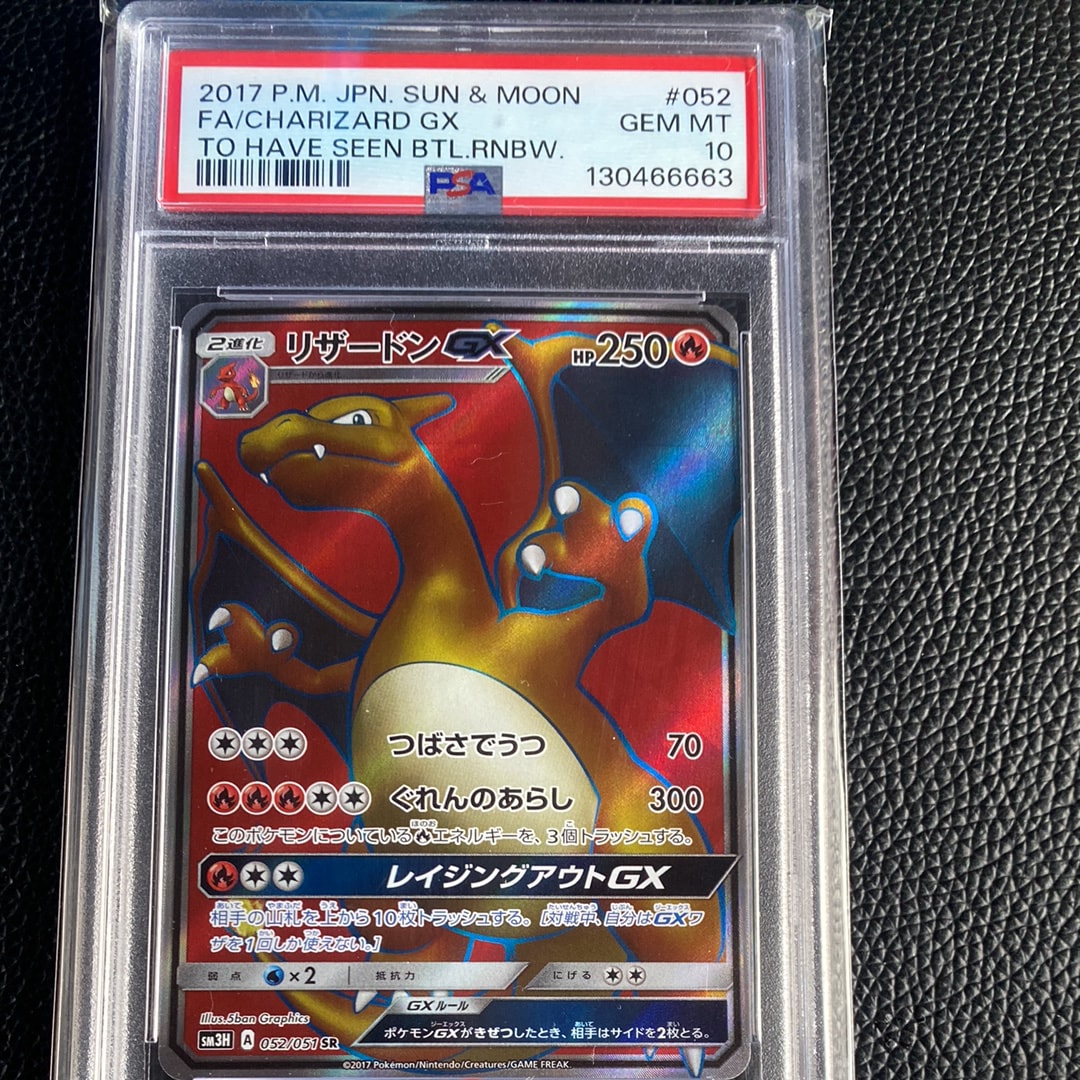 2017 P.M. JPN. SUN & MOON #052
FA/CHARIZARD GX GEM MT
TO HAVE SEEN BTL.RNBW. 10
PSA 130466663
2進化 リザードンGX HP250
リザードから進化
つばさでうつ 70
ぐれんのあらし 300
このポケモンについている炎エネルギーを、3個トラッシュする。
レイジングアウトGX
相手の山札を上から10枚トラッシュする。[対戦中、自分はGXワ
ザを1回しか使えない。]
弱点 ×2 抵抗力 にげる
GXルール
ポケモンGXがきぜつしたとき、相手はサイドを2枚とる。
Illus.5ban Graphics
SM3H A 052/051 SR
©2017 Pokémon/Nintendo/Creatures/GAME FREAK.